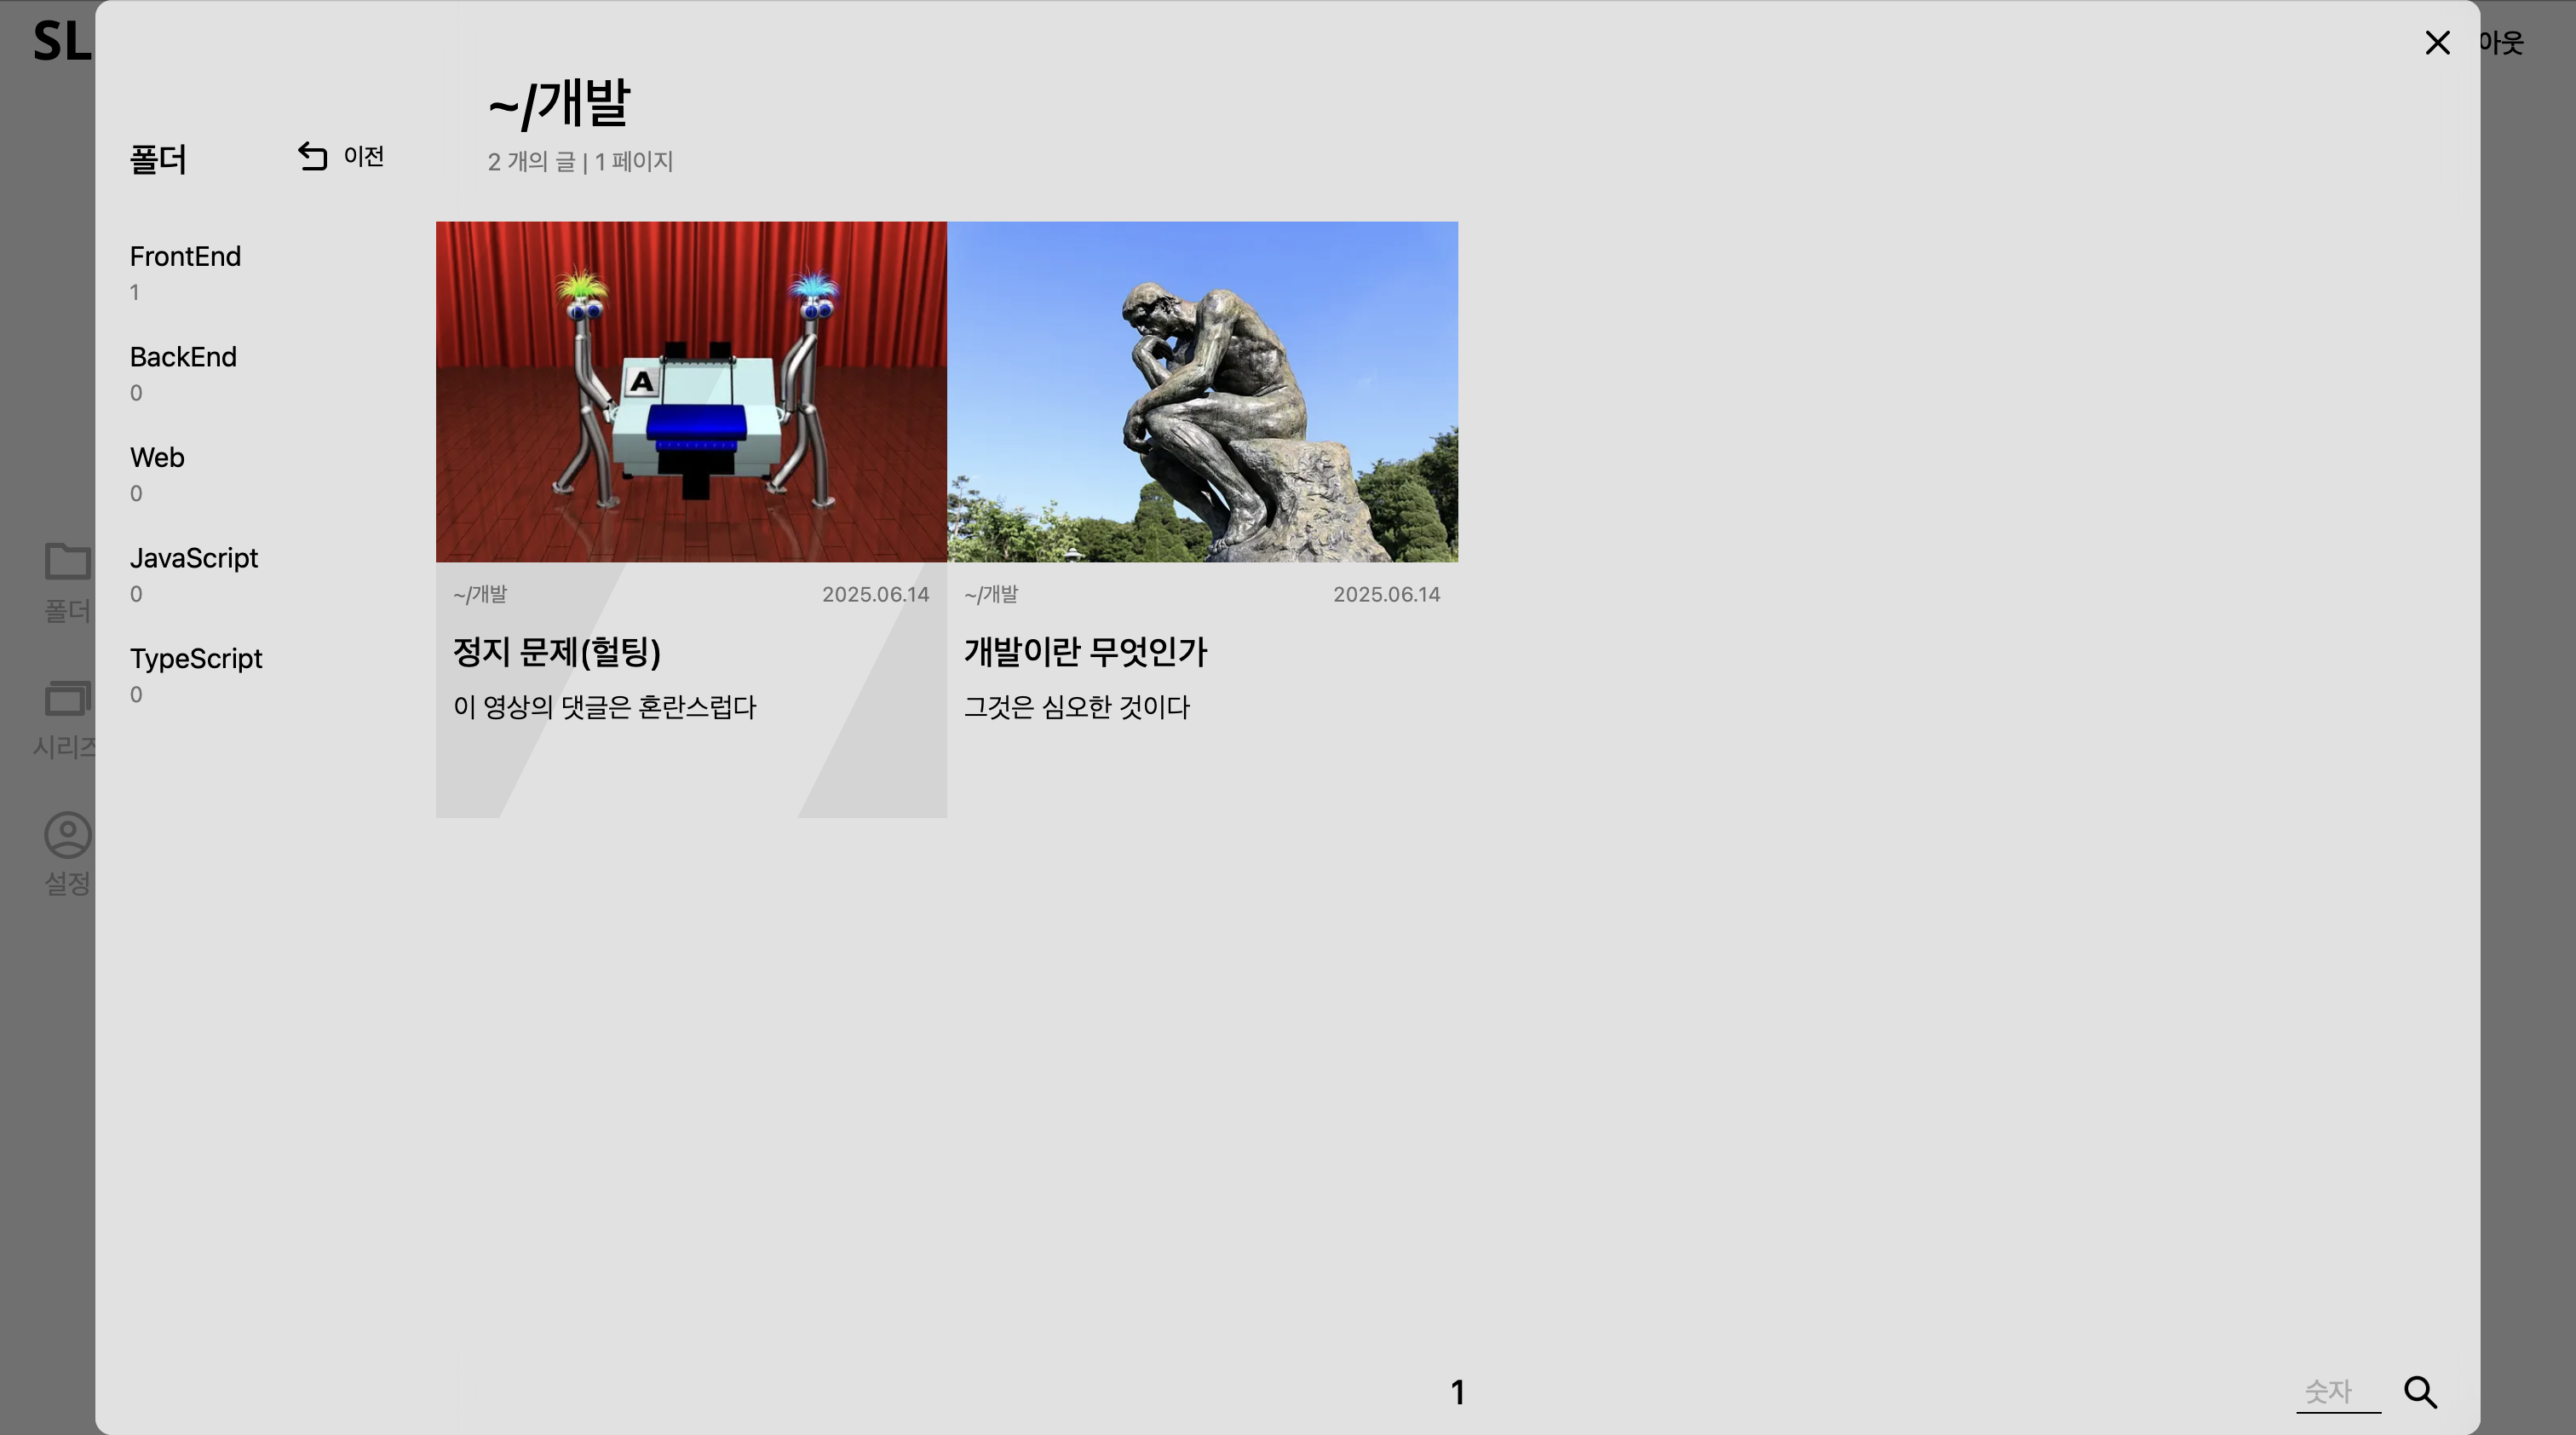 SL
아웃
~/개발
2 개의 글 | 1 페이지
폴더
이전
FrontEnd
1
BackEnd
0
Web
0
JavaScript
0
TypeScript
0
폴더
시리즈
설정
A
~/개발
2025.06.14
정지 문제(헐팅)
이 영상의 댓글은 혼란스럽다
~/개발
2025.06.14
개발이란 무엇인가
그것은 심오한 것이다
1
숫자